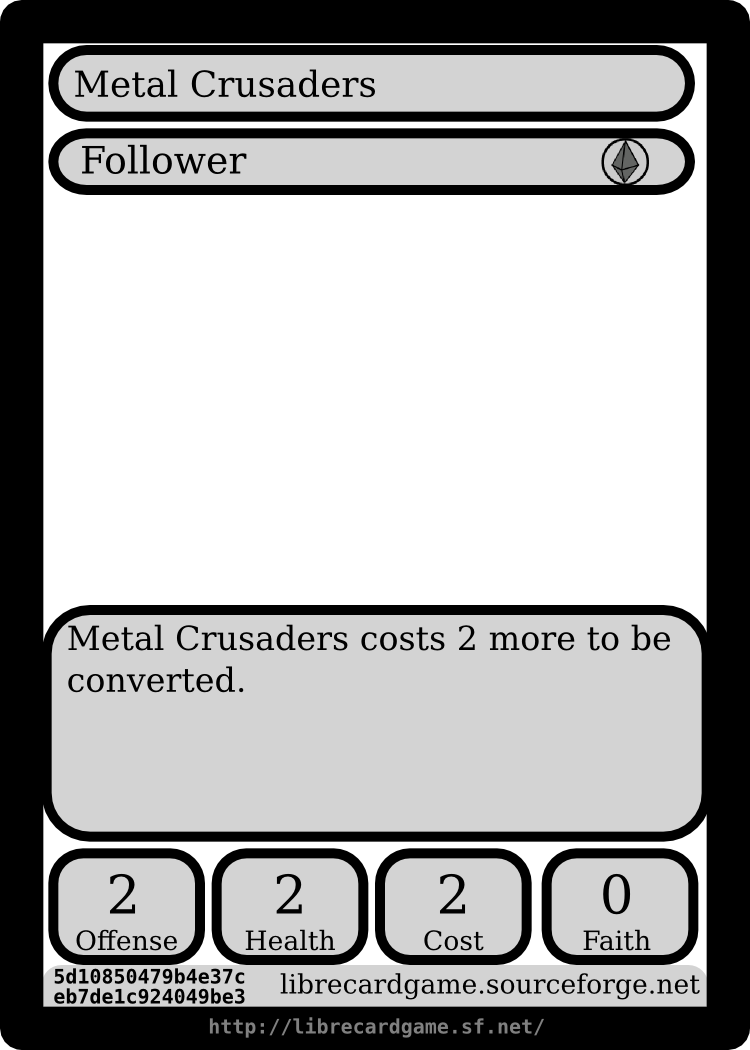 Metal Crusaders
Follower
Metal Crusaders costs 2 more to be
converted.
2 2 2 0
Offense Health Cost Faith
5d10850479b4e37c
eb7de1c924049be3
librecardgame.sourceforge.net
http://librecardgame.sf.net/